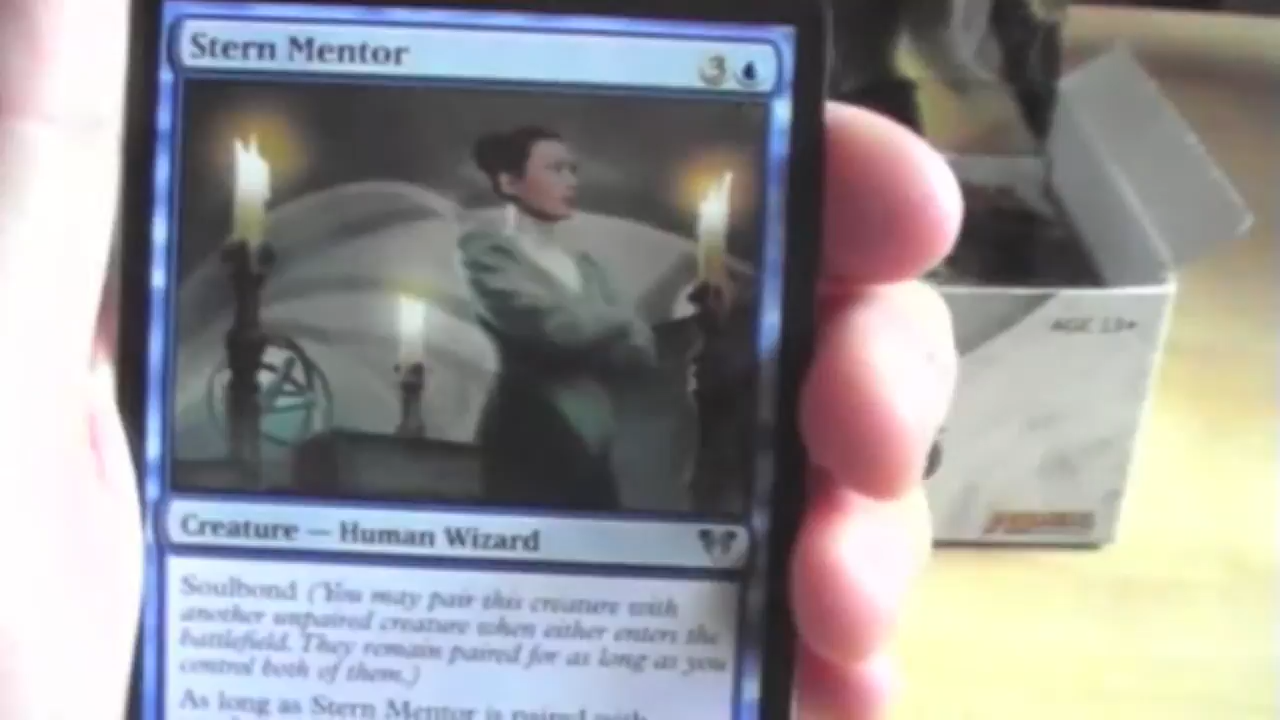 Stern Mentor
3
Creature — Human Wizard
Soulbond (You may pair this creature with
another unpaired creature when either enters the
battlefield. They remain paired for as long as you
control both of them.)
As long as Stern Mentor is paired with
AGE 13+